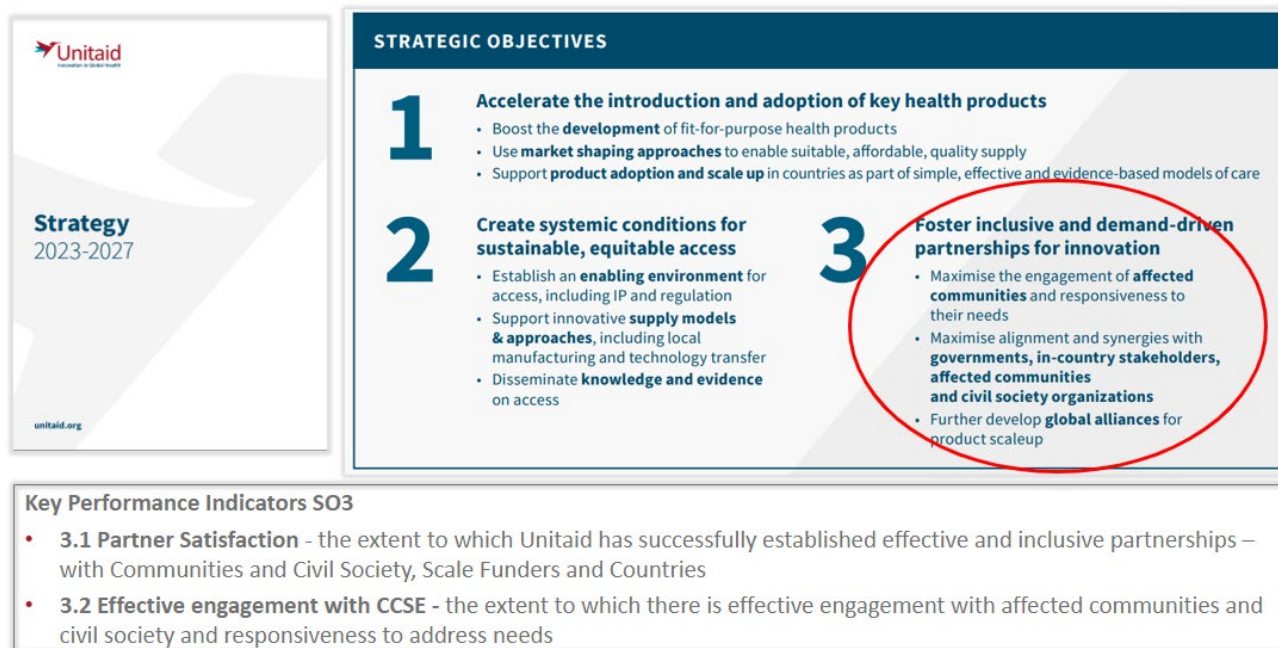 Unitaid
Innovation in Global Health
Strategy
2023-2027
unitaid.org
STRATEGIC OBJECTIVES
1
Accelerate the introduction and adoption of key health products
• Boost the development of fit-for-purpose health products
• Use market shaping approaches to enable suitable, affordable, quality supply
• Support product adoption and scale up in countries as part of simple, effective and evidence-based models of care
2
Create systemic conditions for
sustainable, equitable access
• Establish an enabling environment for
access, including IP and regulation
• Support innovative supply models
& approaches, including local
manufacturing and technology transfer
• Disseminate knowledge and evidence
on access
3
Foster inclusive and demand-driven
partnerships for innovation
• Maximise the engagement of affected
communities and responsiveness to
their needs
• Maximise alignment and synergies with
governments, in-country stakeholders,
affected communities
and civil society organizations
• Further develop global alliances for
product scaleup
Key Performance Indicators SO3
• 3.1 Partner Satisfaction - the extent to which Unitaid has successfully established effective and inclusive partnerships –
with Communities and Civil Society, Scale Funders and Countries
• 3.2 Effective engagement with CCSE - the extent to which there is effective engagement with affected communities and
civil society and responsiveness to address needs